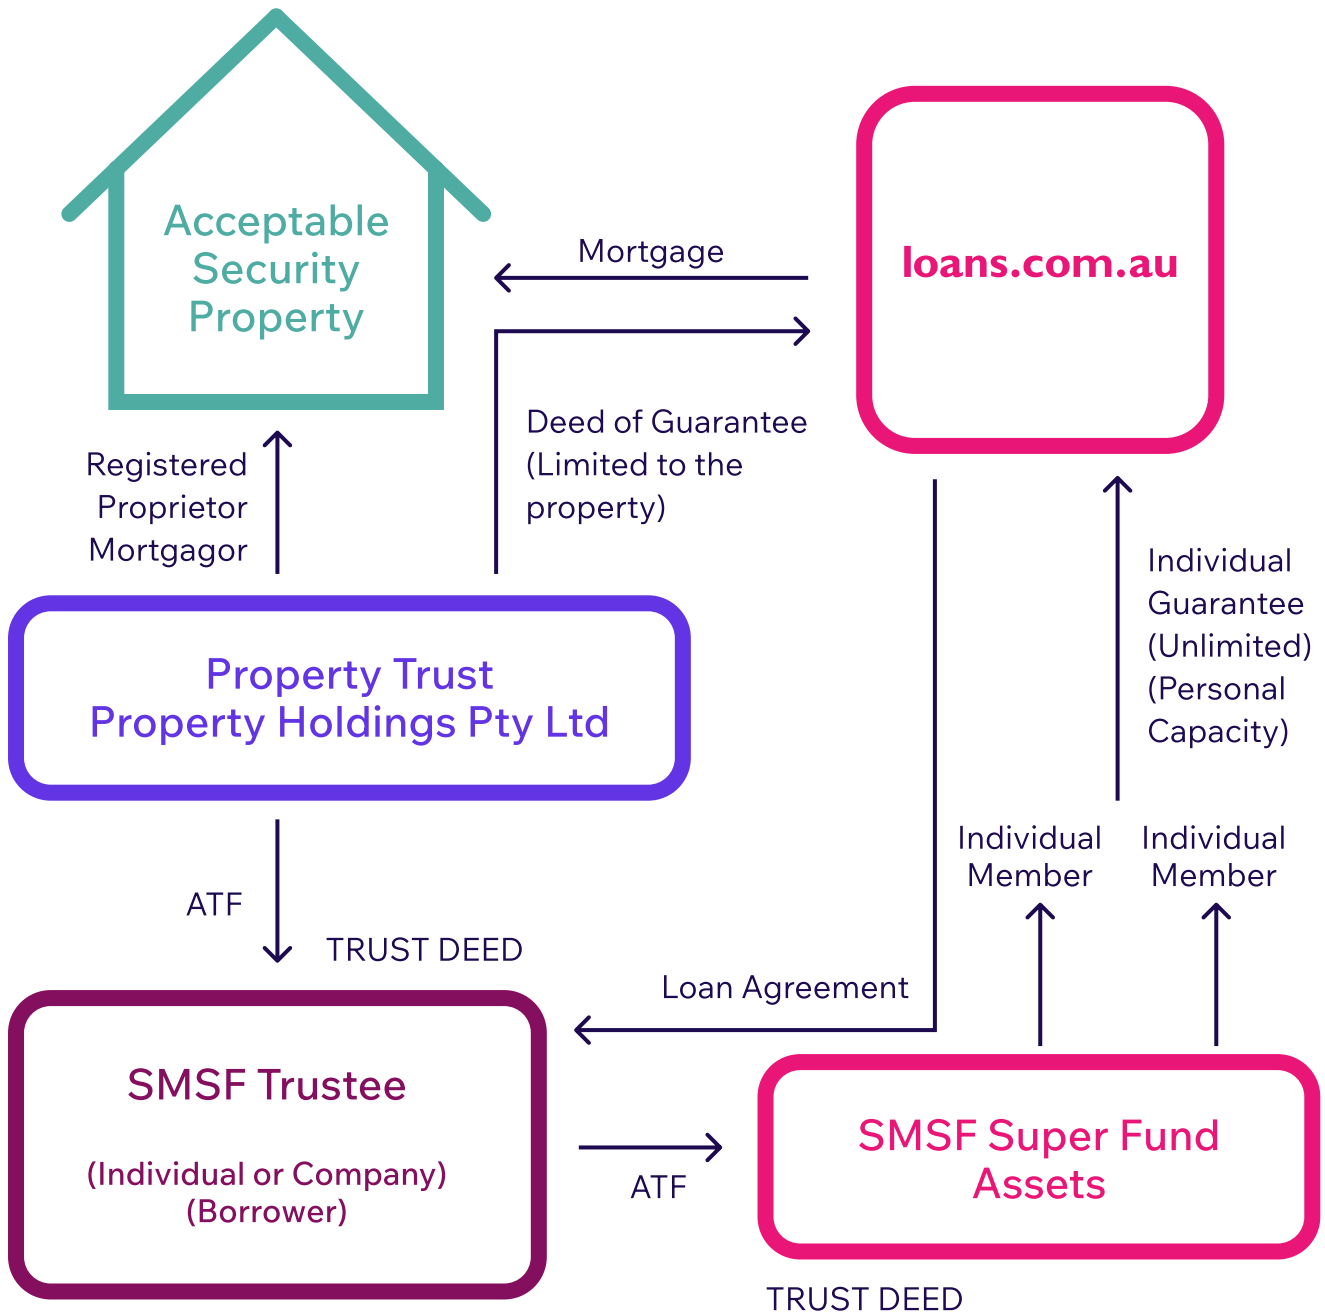 Acceptable
Security
Property
Mortgage
loans.com.au
Deed of Guarantee
(Limited to the
property)
Registered
Proprietor
Mortgagor
Individual
Guarantee
(Unlimited)
(Personal
Capacity)
Property Trust
Property Holdings Pty Ltd
Individual
Member
Individual
Member
ATF
TRUST DEED
Loan Agreement
SMSF Trustee
(Individual or Company)
(Borrower)
ATF
SMSF Super Fund
Assets
TRUST DEED